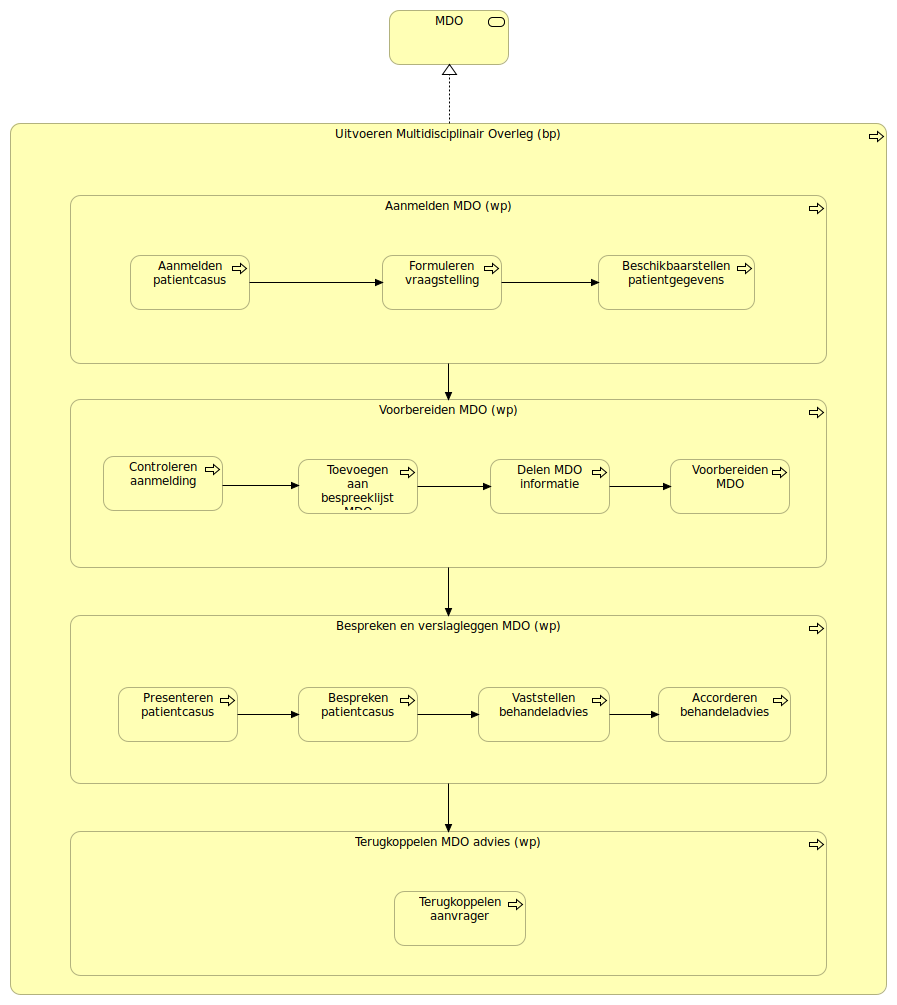 MDO
Uitvoeren Multidisciplinair Overleg (bp)
Aanmelden MDO (wp)
Aanmelden
patientcasus
Formuleren
vraagstelling
Beschikbaarstellen
patientgegevens
Voorbereiden MDO (wp)
Controleren
aanmelding
Toevoegen
aan
bespreeklijst
MDO
Delen MDO
informatie
Voorbereiden
MDO
Bespreken en verslagleggen MDO (wp)
Presenteren
patientcasus
Bespreken
patientcasus
Vaststellen
behandeladvies
Accorderen
behandeladvies
Terugkoppelen MDO advies (wp)
Terugkoppelen
aanvrager